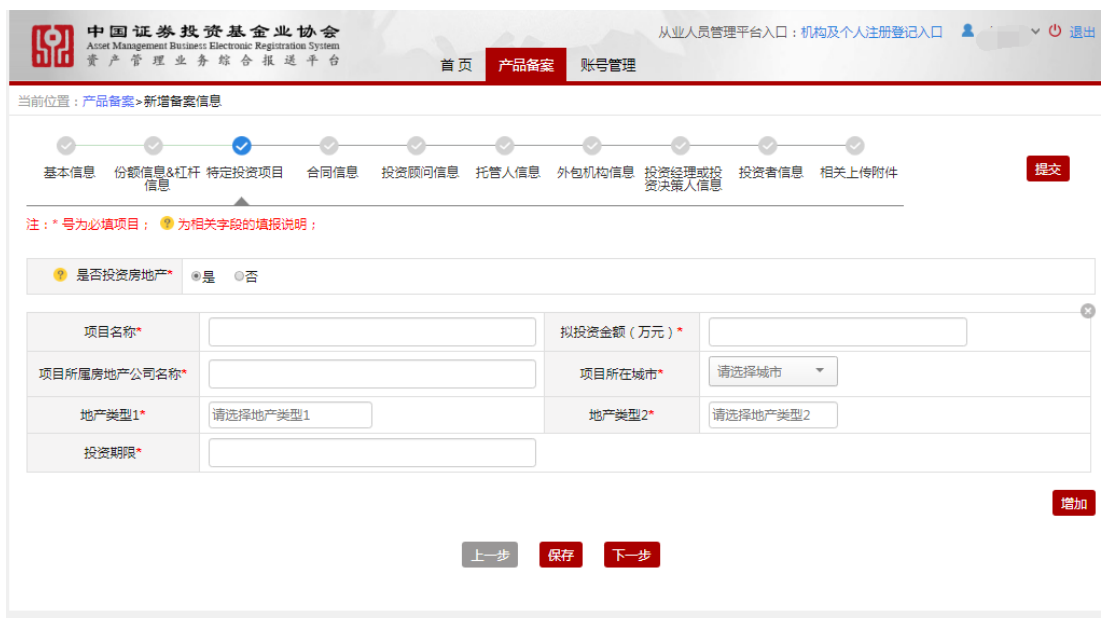 中国证券投资基金业协会
Asset Management Business Electronic Registration System
资产管理业务综合报送平台
从业人员管理平台入口：机构及个人注册登记入口
退出
首页 产品备案 账号管理
当前位置：产品备案>新增备案信息
基本信息 份额信息&杠杆信息 特定投资项目 合同信息 投资顾问信息 托管人信息 外包机构信息 投资经理或投资决策人信息 投资者信息 相关上传附件
提交
注：* 号为必填项目； ? 为相关字段的填报说明；
? 是否投资房地产* 是 否
项目名称* 拟投资金额（万元）*
项目所属房地产公司名称* 项目所在城市* 请选择城市
地产类型1* 请选择地产类型1 地产类型2* 请选择地产类型2
投资期限*
增加
上一步 保存 下一步